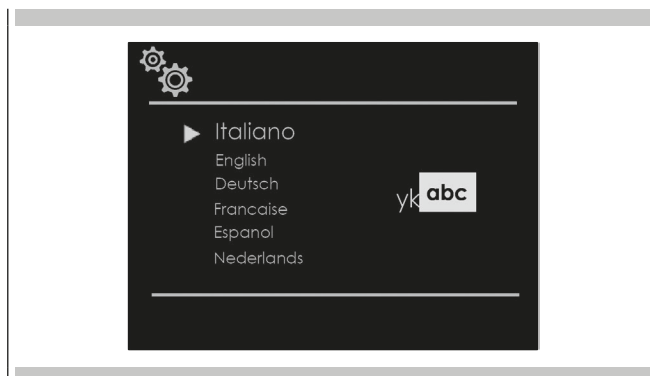 Italiano
English
Deutsch
yk abc
Francaise
Espanol
Nederlands